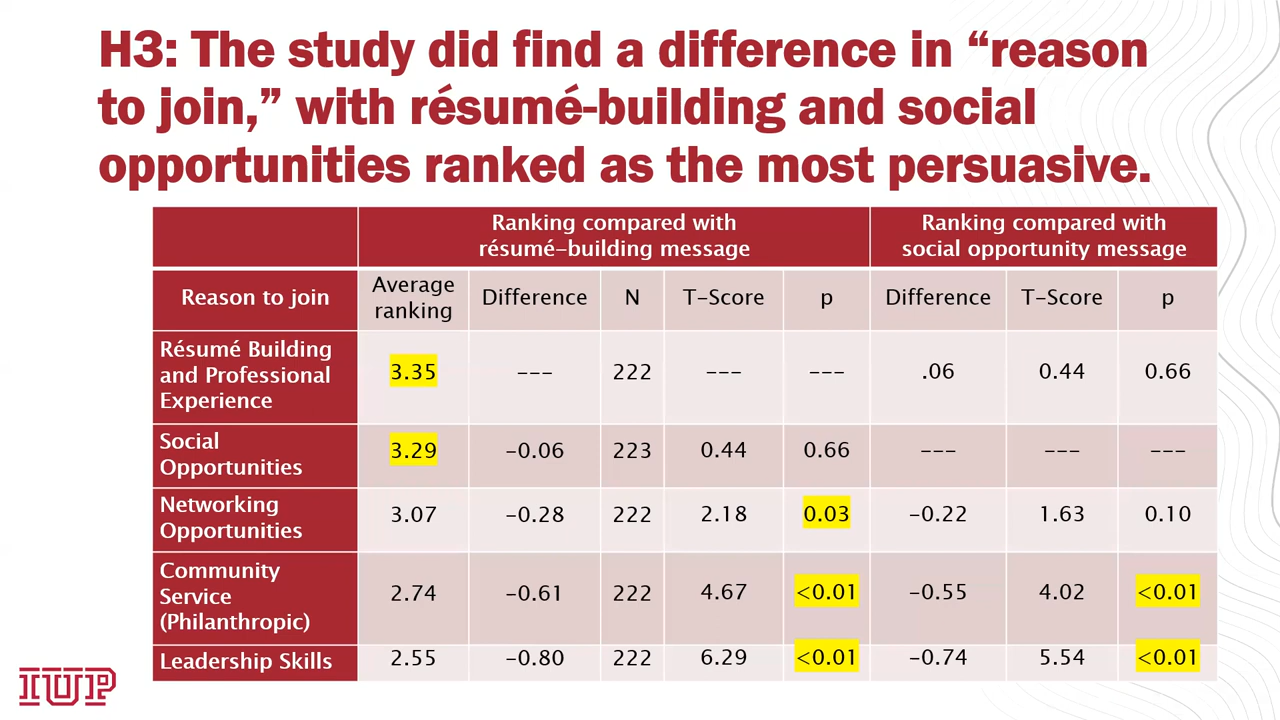 H3: The study did find a difference in “reason
to join,” with résumé-building and social
opportunities ranked as the most persuasive.
Ranking compared with
résumé-building message
Ranking compared with
social opportunity message
Reason to join
Average
ranking
Difference
N
T-Score
p
Difference
T-Score
p
Résumé Building
and Professional
Experience
3.35
---
222
---
---
.06
0.44
0.66
Social
Opportunities
3.29
-0.06
223
0.44
0.66
---
---
---
Networking
Opportunities
3.07
-0.28
222
2.18
0.03
-0.22
1.63
0.10
Community
Service
(Philanthropic)
2.74
-0.61
222
4.67
<0.01
-0.55
4.02
<0.01
Leadership Skills
2.55
-0.80
222
6.29
<0.01
-0.74
5.54
<0.01
IUP